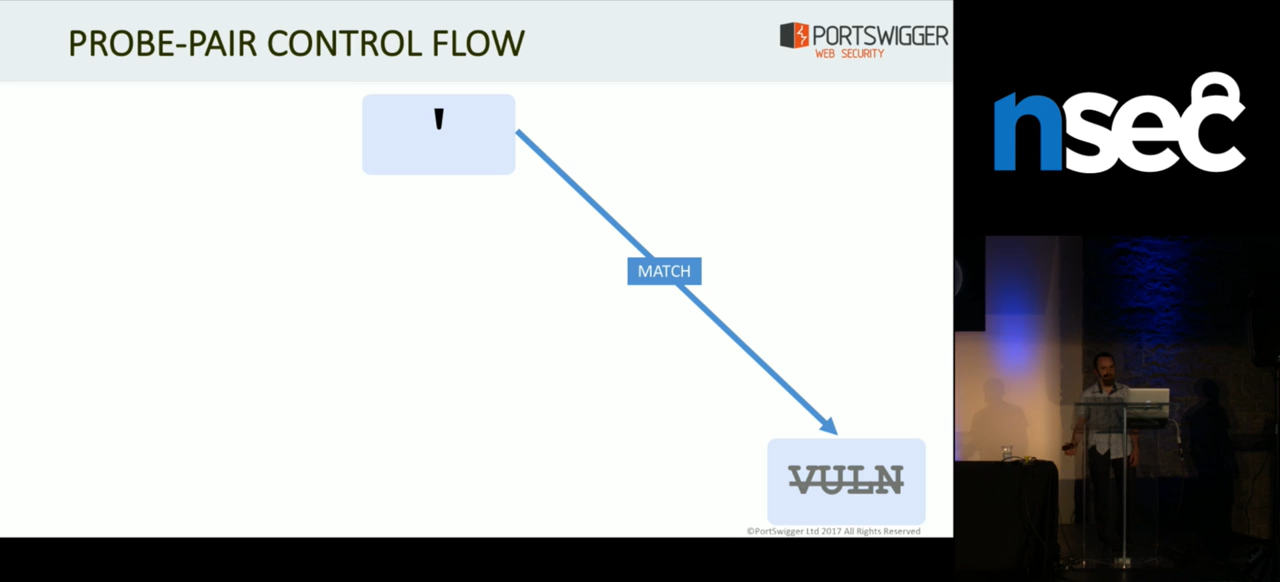 PROBE-PAIR CONTROL FLOW
PORTSWIGGER
WEB SECURITY
'
MATCH
VULN
©PortSwigger Ltd 2017 All Rights Reserved
nsec